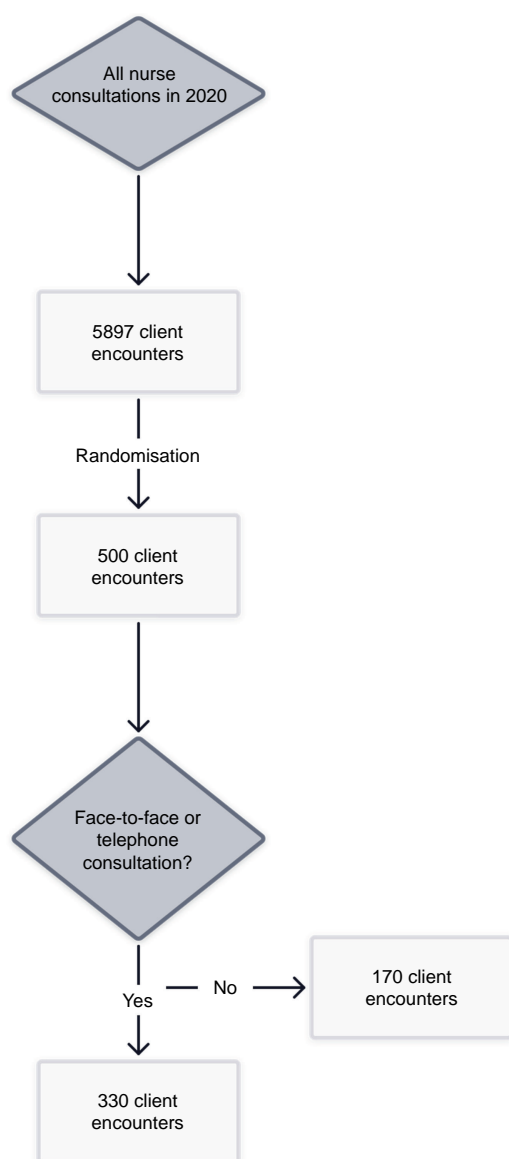 All nurse
consultations in 2020
5897 client
encounters
Randomisation
500 client
encounters
Face-to-face or
telephone
consultation?
Yes
No
170 client
encounters
330 client
encounters